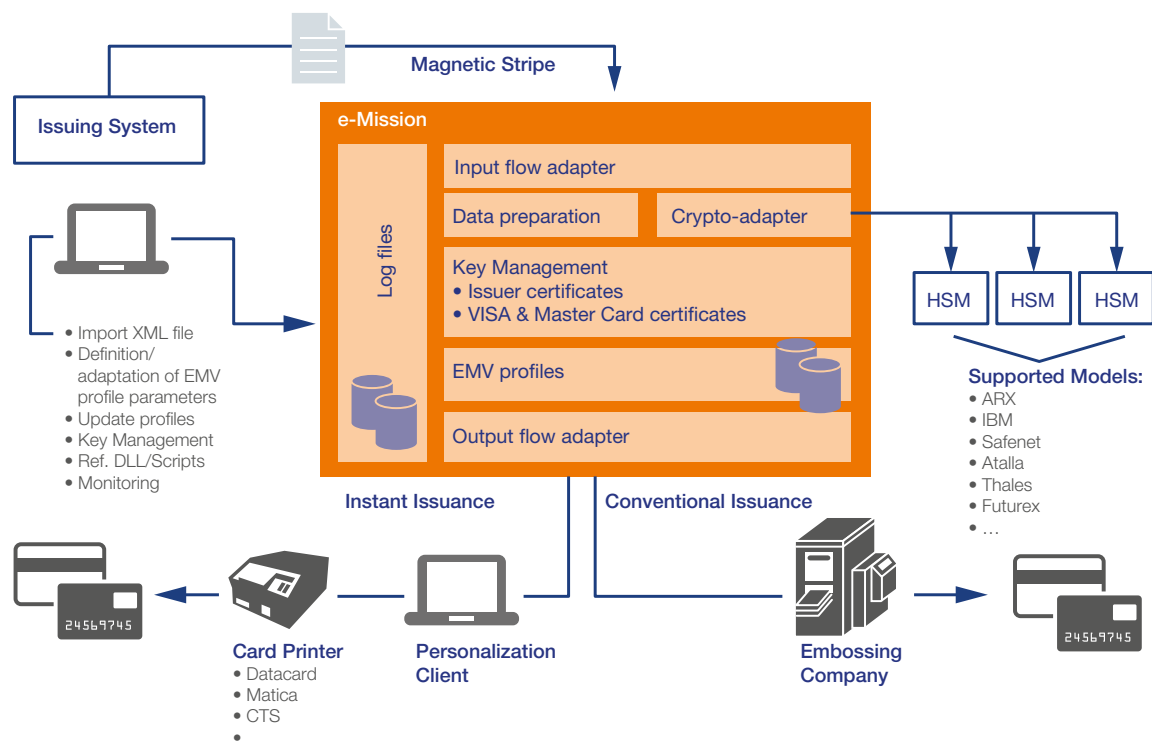 Magnetic Stripe
Issuing System
e-Mission
Log files
Input flow adapter
Data preparation
Crypto-adapter
Key Management
• Issuer certificates
• VISA & Master Card certificates
EMV profiles
Output flow adapter
HSM
HSM
HSM
Supported Models:
• ARX
• IBM
• Safenet
• Atalla
• Thales
• Futurex
• …
• Import XML file
• Definition/
adaptation of EMV
profile parameters
• Update profiles
• Key Management
• Ref. DLL/Scripts
• Monitoring
Instant Issuance
Conventional Issuance
24569745
Card Printer
• Datacard
• Matica
• CTS
•
Personalization
Client
Embossing
Company
24569745